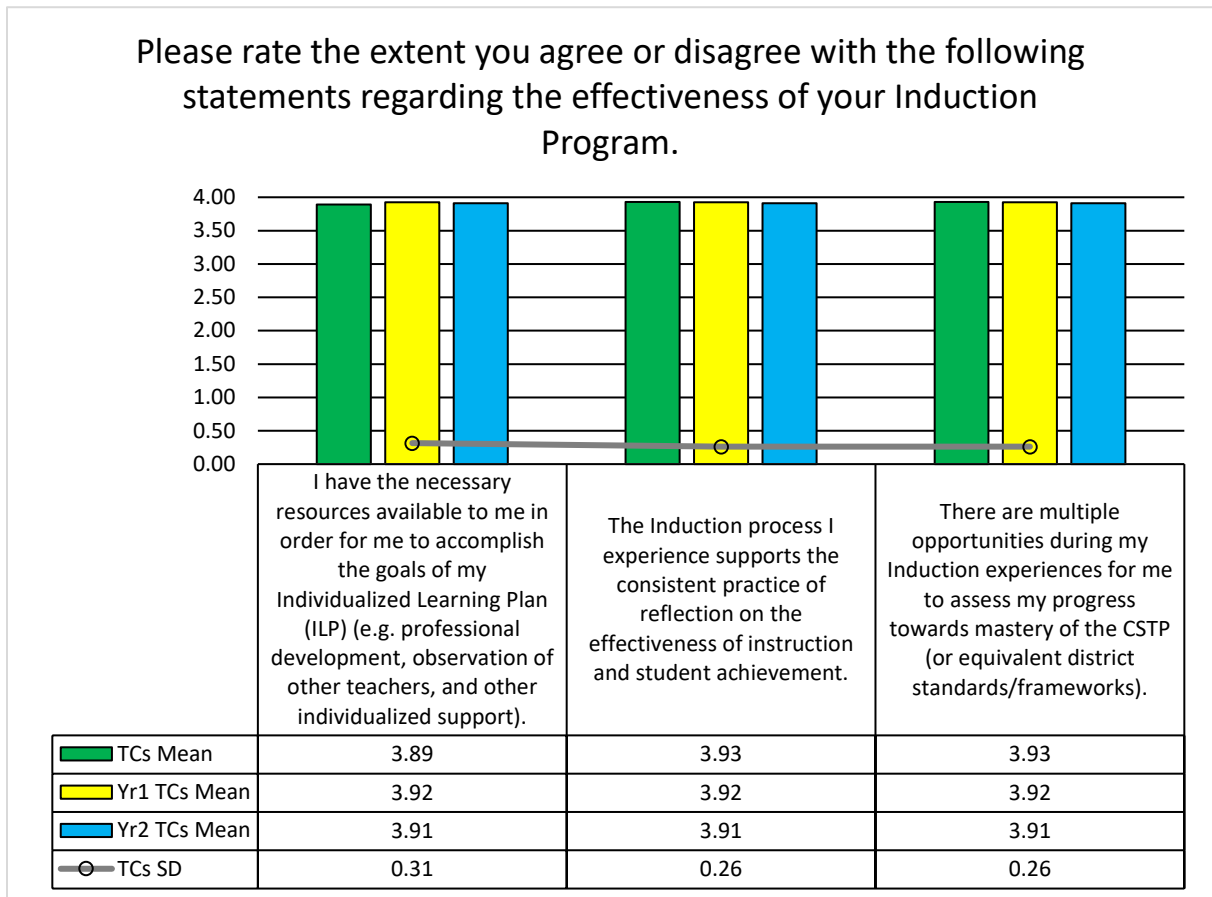 Please rate the extent you agree or disagree with the following
statements regarding the effectiveness of your Induction
Program.
4.00
3.50
3.00
2.50
2.00
1.50
1.00
0.50
0.00
I have the necessary
resources available to me in
order for me to accomplish
the goals of my
Individualized Learning Plan
(ILP) (e.g. professional
development, observation of
other teachers, and other
individualized support).
The Induction process I
experience supports the
consistent practice of
reflection on the
effectiveness of instruction
and student achievement.
There are multiple
opportunities during my
Induction experiences for me
to assess my progress
towards mastery of the CSTP
(or equivalent district
standards/frameworks).
TCs Mean 3.89 3.93 3.93
Yr1 TCs Mean 3.92 3.92 3.92
Yr2 TCs Mean 3.91 3.91 3.91
TCs SD 0.31 0.26 0.26